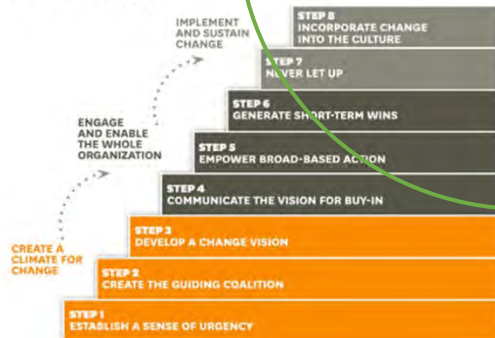 STEP 8
INCORPORATE CHANGE
INTO THE CULTURE
IMPLEMENT
AND SUSTAIN
CHANGE
STEP 7
NEVER LET UP
STEP 6
GENERATE SHORT-TERM WINS
ENGAGE
AND ENABLE
THE WHOLE
ORGANIZATION
STEP 5
EMPOWER BROAD-BASED ACTION
STEP 4
COMMUNICATE THE VISION FOR BUY-IN
STEP 3
DEVELOP A CHANGE VISION
CREATE A
CLIMATE FOR
CHANGE
STEP 2
CREATE THE GUIDING COALITION
STEP 1
ESTABLISH A SENSE OF URGENCY